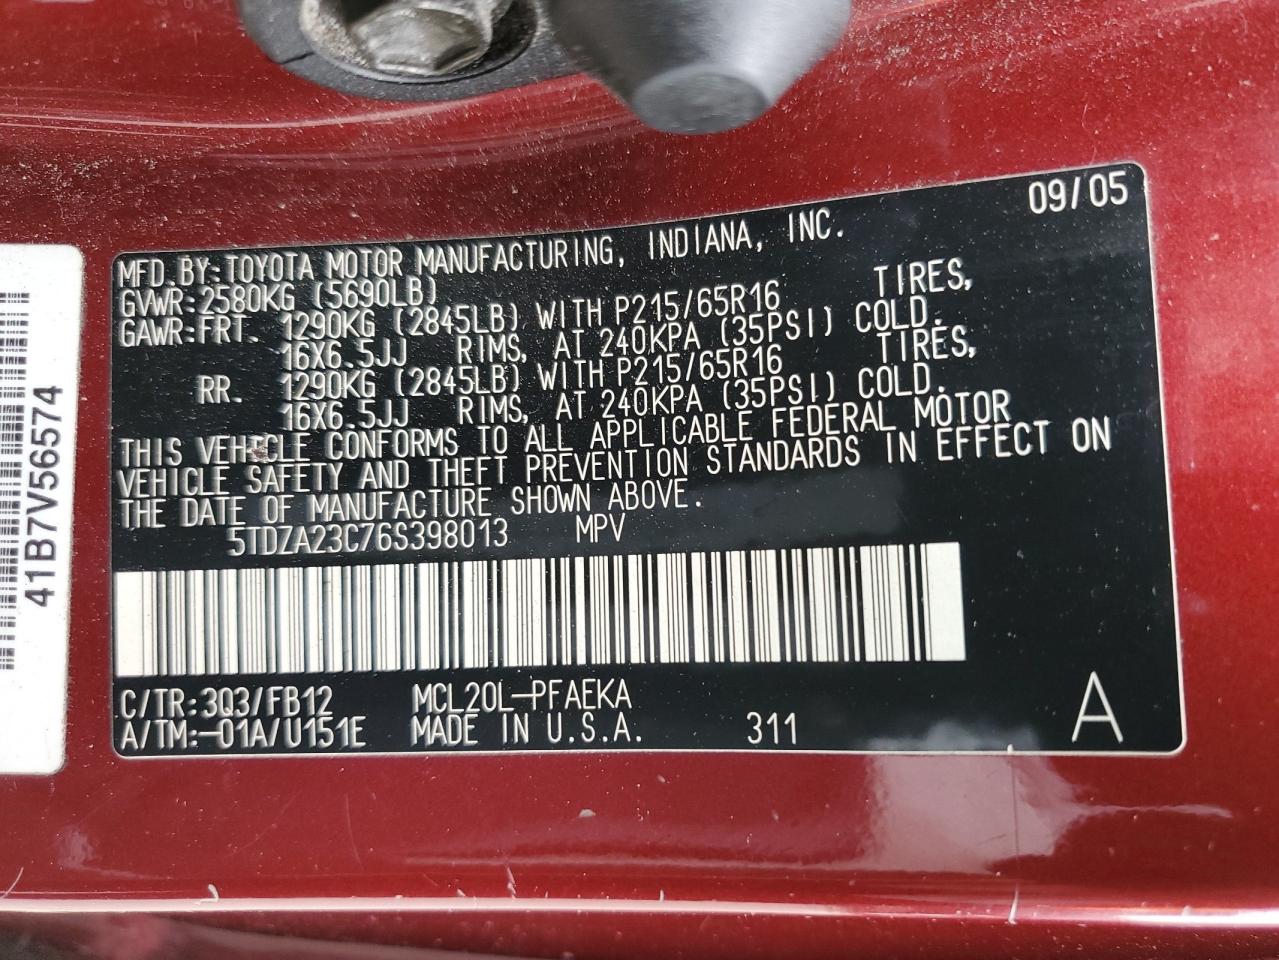 09/05
MFD.BY:TOYOTA MOTOR MANUFACTURING, INDIANA, INC.
GVWR:2580KG (5690LB)
GAWR:FRT. 1290KG (2845LB) WITH P215/65R16 TIRES,
16X6.5JJ RIMS, AT 240KPA (35PSI) COLD.
RR. 1290KG (2845LB) WITH P215/65R16 TIRES,
16X6.5JJ RIMS, AT 240KPA (35PSI) COLD.
THIS VEHICLE CONFORMS TO ALL APPLICABLE FEDERAL MOTOR
VEHICLE SAFETY AND THEFT PREVENTION STANDARDS IN EFFECT ON
THE DATE OF MANUFACTURE SHOWN ABOVE.
5TDZA23C76S398013 MPV
C/TR:3Q3/FB12 MCL20L-PFAEKA
A/TM:-01A/U151E MADE IN U.S.A. 311 A
41B7V56574